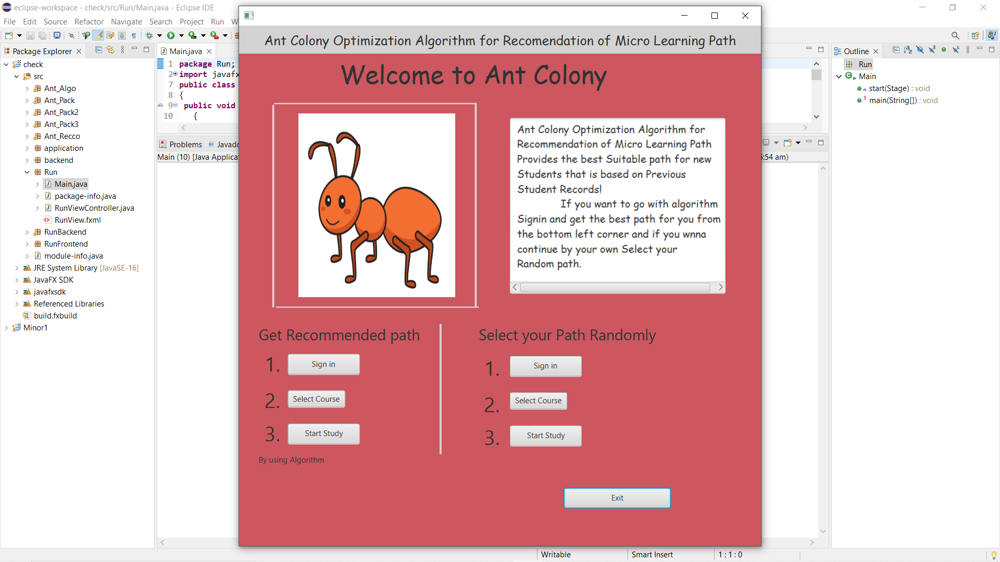 eclipse-workspace - check/src/Run/Main.java - Eclipse IDE
File Edit Source Refactor Navigate Search Project Run
Package Explorer
check
src
Ant_Algo
Ant_Pack
Ant_Pack2
Ant_Pack3
Ant_Recco
application
backend
Run
Main.java
package-info.java
RunViewController.java
RunView.fxml
RunBackend
RunFrontend
module-info.java
JRE System Library [JavaSE-16]
JavaFX SDK
javafxsdk
Referenced Libraries
build.fxbuild
Minor1
Main.java
1 package Run;
2 import javafx
7 public class
8 {
9 public void
10 {
Problems @ Javadoc
Main (10) [Java Applicat
5:54 am)
Ant Colony Optimization Algorithm for Recomendation of Micro Learning Path
Welcome to Ant Colony
Ant Colony Optimization Algorithm for
Recommendation of Micro Learning Path
Provides the best Suitable path for new
Students that is based on Previous
Student Records!
If you want to go with algorithm
Signin and get the best path for you from
the bottom left corner and if you wnna
continue by your own Select your
Random path.
Get Recommended path
1. Sign in
2. Select Course
3. Start Study
By using Algorithm
Select your Path Randomly
1. Sign in
2. Select Course
3. Start Study
Exit
Outline
Run
Main
start(Stage) : void
main(String[]) : void
Writable
Smart Insert
1 : 1 : 0